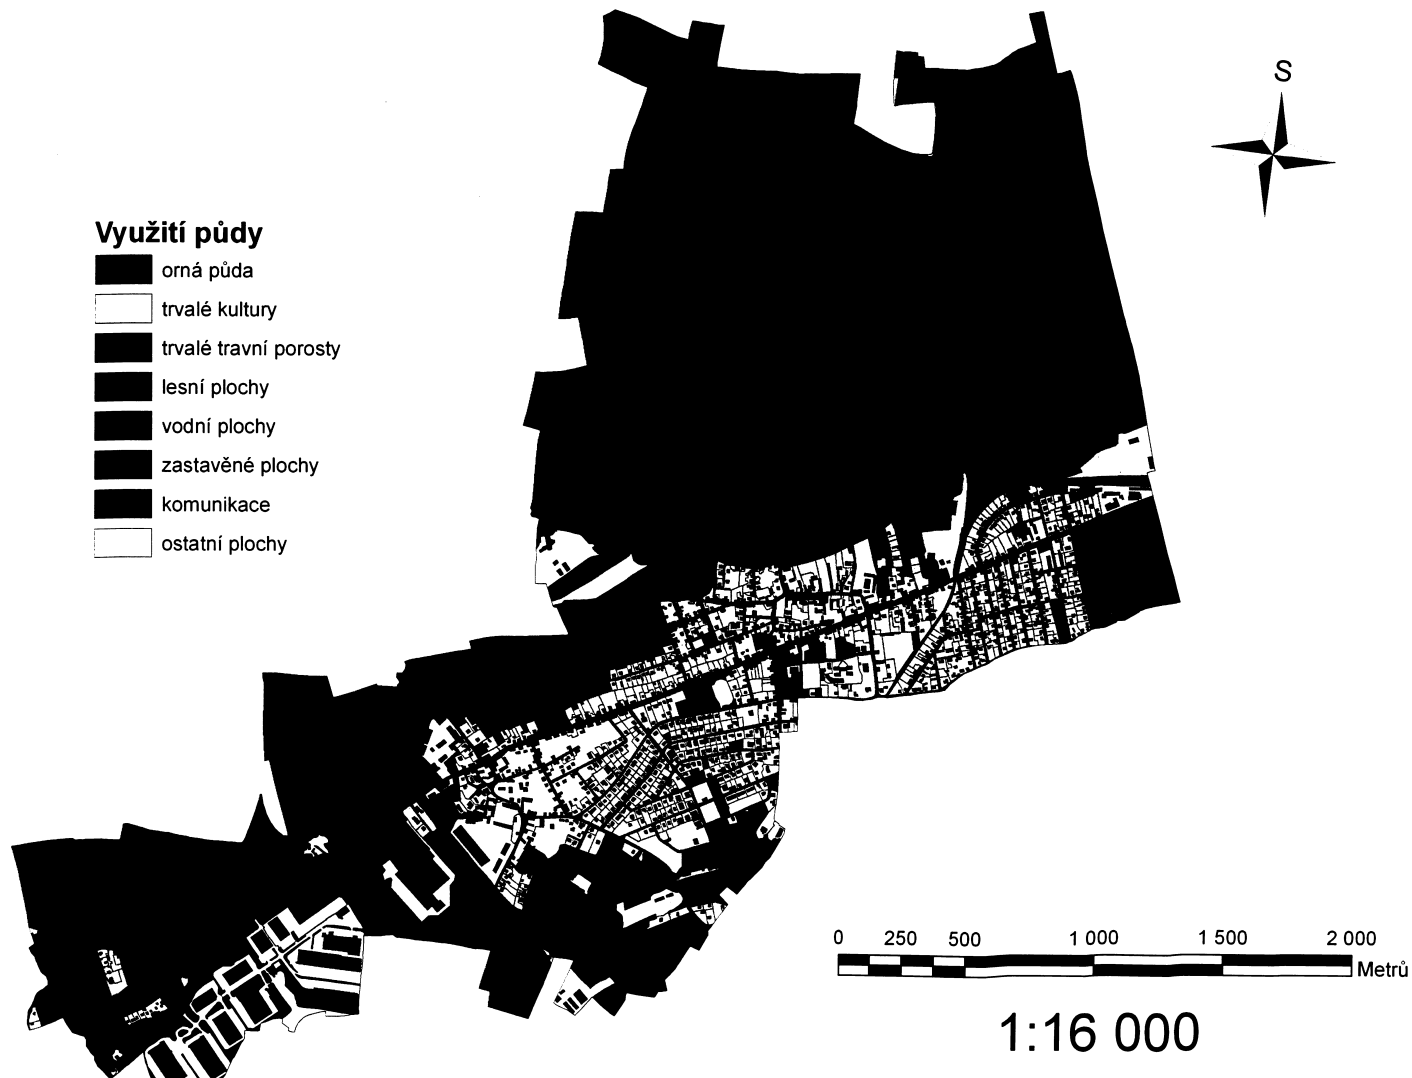 S
Využití půdy
orná půda
trvalé kultury
trvalé travní porosty
lesní plochy
vodní plochy
zastavěné plochy
komunikace
ostatní plochy
0 250 500 1 000 1 500 2 000
Metrů
1:16 000